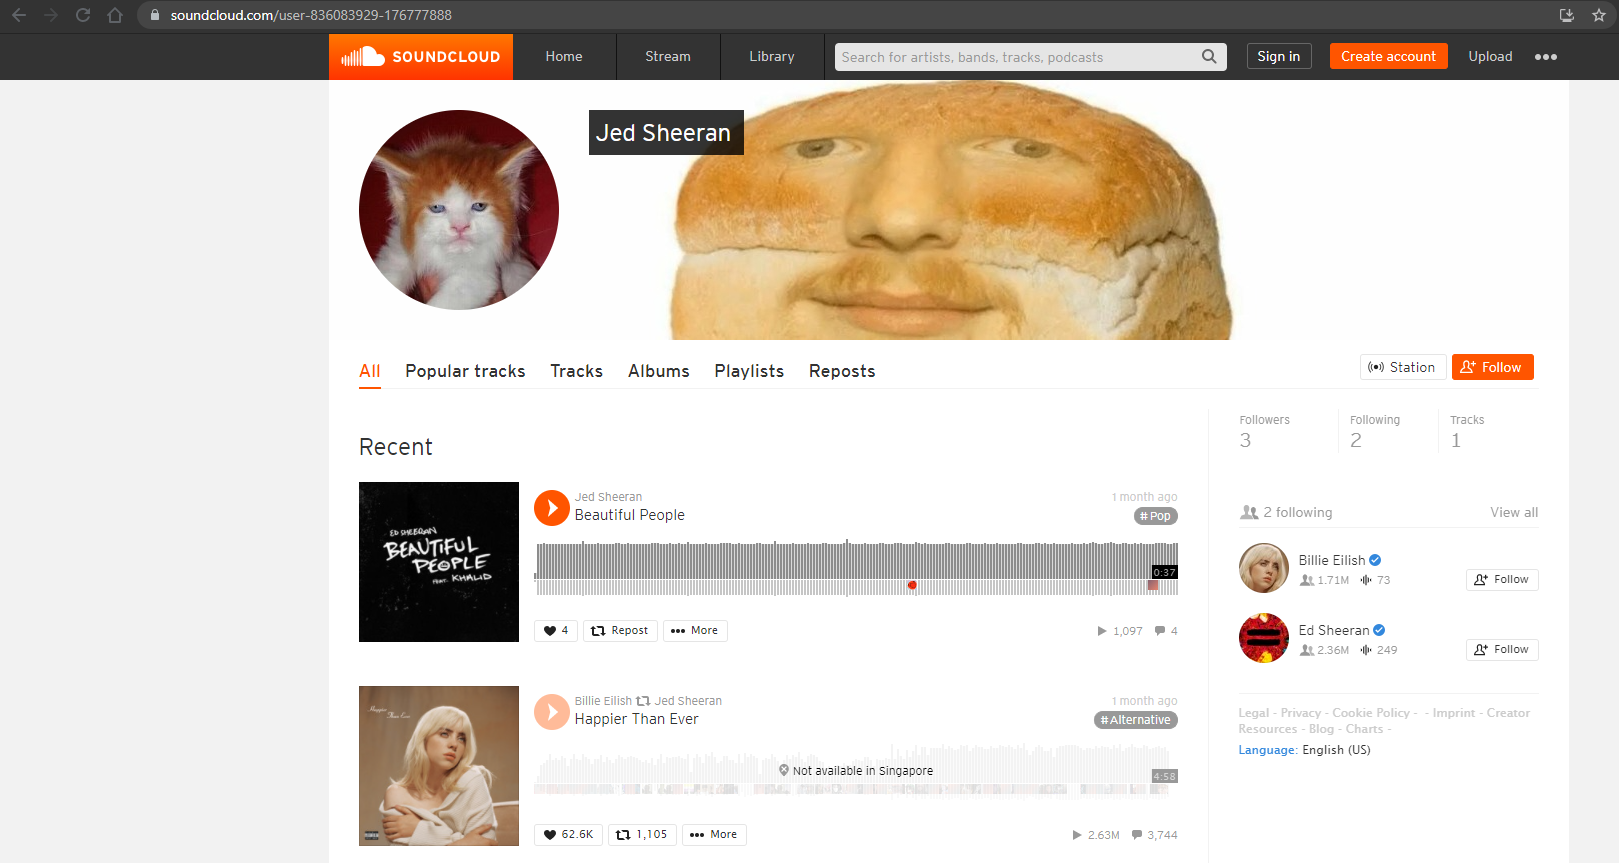 soundcloud.com/user-836083929-176777888
SOUNDCLOUD
Home
Stream
Library
Search for artists, bands, tracks, podcasts
Sign in
Create account
Upload
Jed Sheeran
All
Popular tracks
Tracks
Albums
Playlists
Reposts
Station
Follow
Recent
ED SHEERAN
BEAUTIFUL
PEOPLE
FEAT. KHALID
Jed Sheeran
1 month ago
Beautiful People
# Pop
0:37
4
Repost
More
1,097
4
Happier
Than Ever
Billie Eilish Jed Sheeran
1 month ago
Happier Than Ever
# Alternative
Not available in Singapore
4:58
62.6K
1,105
More
2.63M
3,744
Followers
3
Following
2
Tracks
1
2 following
View all
Billie Eilish
1.71M
73
Follow
Ed Sheeran
2.36M
249
Follow
Legal - Privacy - Cookie Policy - - Imprint - Creator
Resources - Blog - Charts -
Language: English (US)